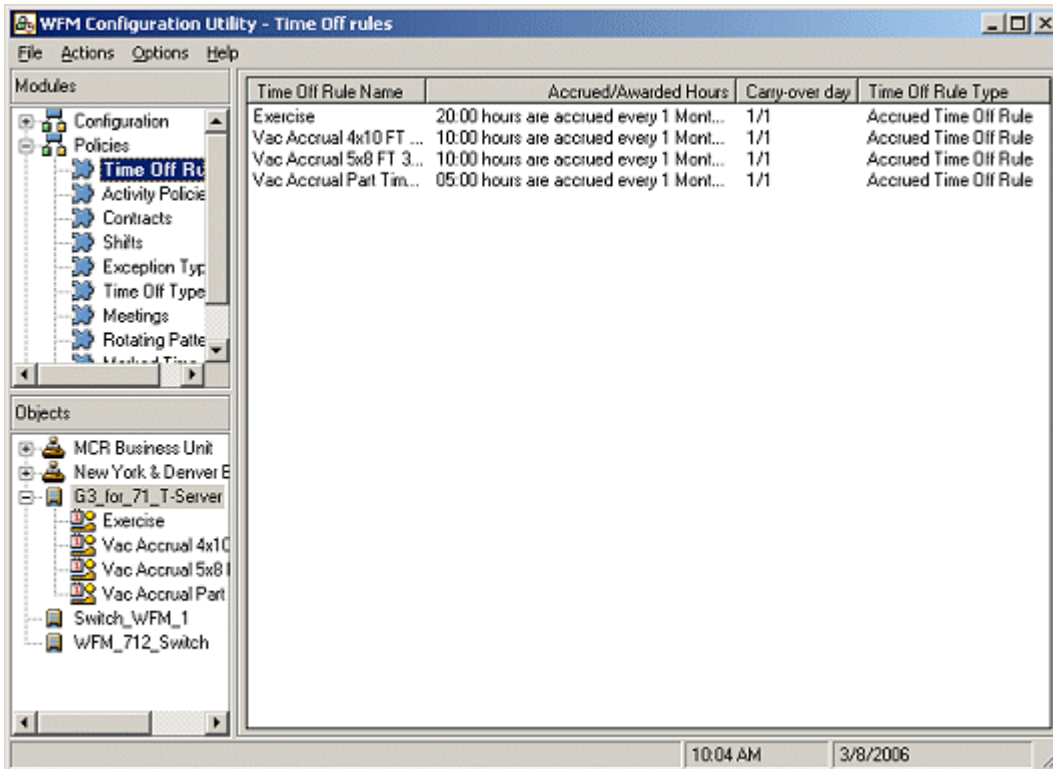 WFM Configuration Utility - Time Off rules
File Actions Options Help
Modules
Configuration
Policies
Time Off Ru
Activity Policie
Contracts
Shifts
Exception Typ
Time Off Type
Meetings
Rotating Patte
Marked Time
Objects
MCR Business Unit
New York & Denver E
G3_for_71_T-Server
Exercise
Vac Accrual 4x10
Vac Accrual 5x8
Vac Accrual Part
Switch_WFM_1
WFM_712_Switch
Time Off Rule Name Accrued/Awarded Hours Carry-over day Time Off Rule Type
Exercise 20:00 hours are accrued every 1 Mont... 1/1 Accrued Time Off Rule
Vac Accrual 4x10 FT ... 10:00 hours are accrued every 1 Mont... 1/1 Accrued Time Off Rule
Vac Accrual 5x8 FT 3... 10:00 hours are accrued every 1 Mont... 1/1 Accrued Time Off Rule
Vac Accrual Part Tim... 05:00 hours are accrued every 1 Mont... 1/1 Accrued Time Off Rule
10:04 AM 3/8/2006